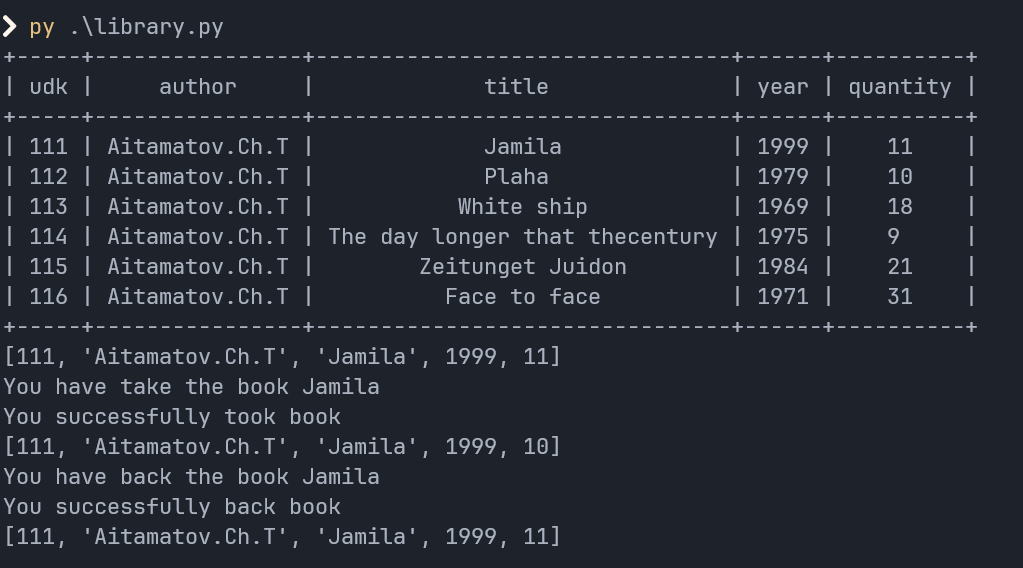 ❯ py .\library.py
+-----+----------------+--------------------------------+------+----------+
| udk |     author     |             title              | year | quantity |
+-----+----------------+--------------------------------+------+----------+
| 111 | Aitamatov.Ch.T |             Jamila             | 1999 |    11    |
| 112 | Aitamatov.Ch.T |             Plaha              | 1979 |    10    |
| 113 | Aitamatov.Ch.T |           White ship           | 1969 |    18    |
| 114 | Aitamatov.Ch.T | The day longer that thecentury | 1975 |    9     |
| 115 | Aitamatov.Ch.T |        Zeitunget Juidon        | 1984 |    21    |
| 116 | Aitamatov.Ch.T |          Face to face          | 1971 |    31    |
+-----+----------------+--------------------------------+------+----------+
[111, 'Aitamatov.Ch.T', 'Jamila', 1999, 11]
You have take the book Jamila
You successfully took book
[111, 'Aitamatov.Ch.T', 'Jamila', 1999, 10]
You have back the book Jamila
You successfully back book
[111, 'Aitamatov.Ch.T', 'Jamila', 1999, 11]